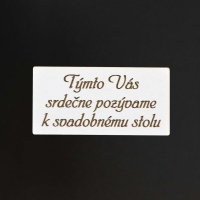 Týmto Vás
srdečne pozývame
k svadobnému stolu